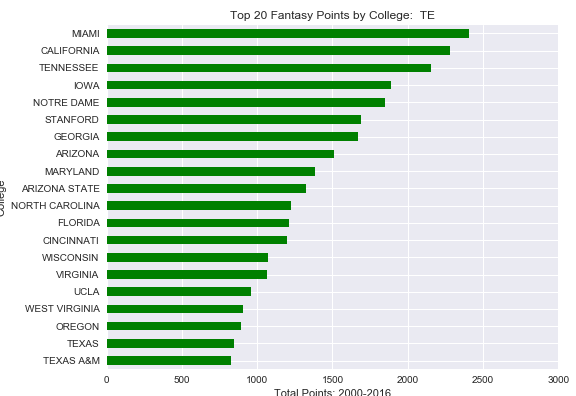 Top 20 Fantasy Points by College:  TE
MIAMI
CALIFORNIA
TENNESSEE
IOWA
NOTRE DAME
STANFORD
GEORGIA
ARIZONA
MARYLAND
ARIZONA STATE
NORTH CAROLINA
FLORIDA
CINCINNATI
WISCONSIN
VIRGINIA
UCLA
WEST VIRGINIA
OREGON
TEXAS
TEXAS A&M
College
0 500 1000 1500 2000 2500 3000
Total Points: 2000-2016